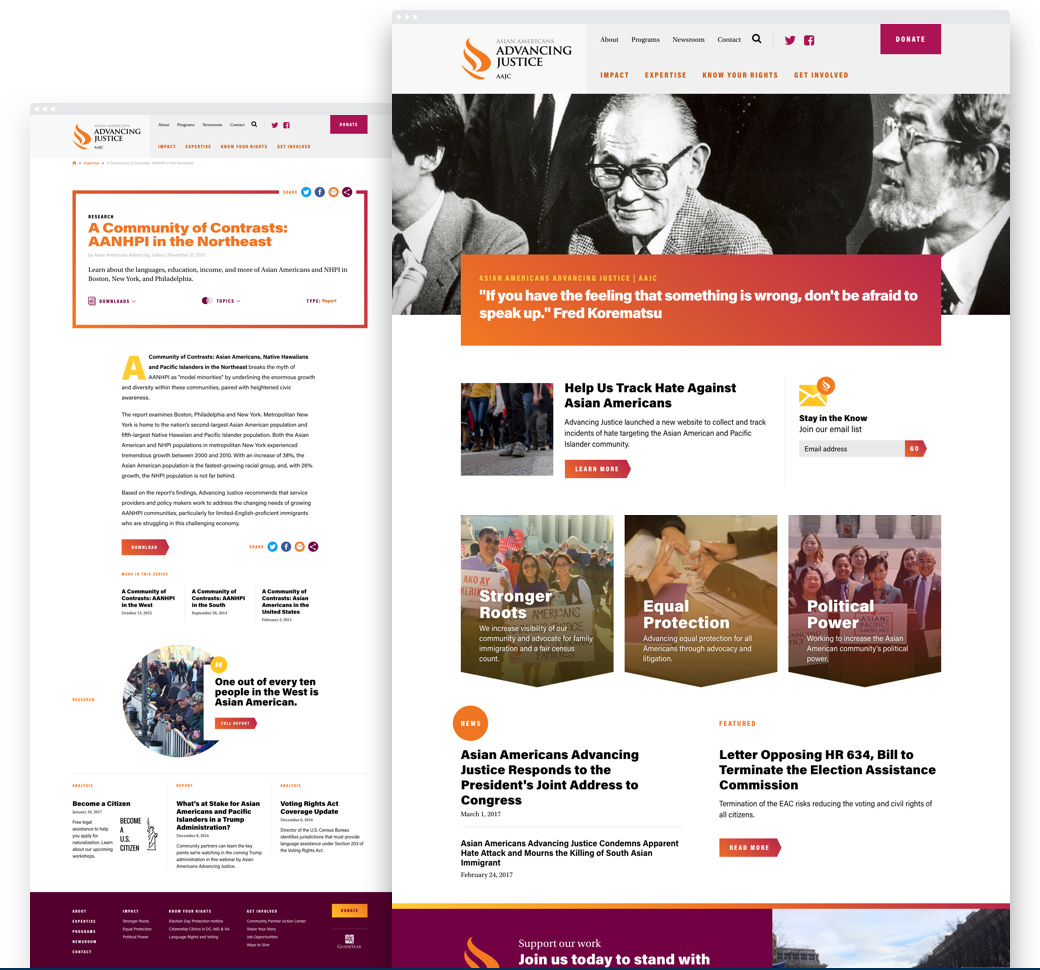 ASIAN AMERICANS
ADVANCING
JUSTICE
AAJC
About Programs Newsroom Contact
DONATE
IMPACT EXPERTISE KNOW YOUR RIGHTS GET INVOLVED
Expertise A Community of Contrasts: AANHPI in the Northeast
SHARE
RESEARCH
A Community of Contrasts:
AANHPI in the Northeast
by Asian Americans Advancing Justice | November 21, 2013
Learn about the languages, education, income, and more of Asian Americans and NHPI in
Boston, New York, and Philadelphia.
DOWNLOADS TOPICS TYPE: Report
A Community of Contrasts: Asian Americans, Native Hawaiians
and Pacific Islanders in the Northeast breaks the myth of
AANHPI as "model minorities" by underlining the enormous growth
and diversity within these communities, paired with heightened civic
awareness.
The report examines Boston, Philadelphia and New York. Metropolitan New
York is home to the nation's second-largest Asian American population and
fifth-largest Native Hawaiian and Pacific Islander population. Both the Asian
American and NHPI populations in metropolitan New York experienced
tremendous growth between 2000 and 2010. With an increase of 38%, the
Asian American population is the fastest-growing racial group, and, with 26%
growth, the NHPI population is not far behind.
Based on the report's findings, Advancing Justice recommends that service
providers and policy makers work to address the changing needs of growing
AANHPI communities, particularly for limited-English-proficient immigrants
who are struggling in this challenging economy.
DOWNLOAD
SHARE
MORE IN THIS SERIES
A Community of
Contrasts: AANHPI
in the West
October 13, 2015
A Community of
Contrasts: AANHPI
in the South
September 26, 2014
A Community of
Contrasts: Asian
Americans in the
United States
February 3, 2011
RESEARCH
One out of every ten
people in the West is
Asian American.
FULL REPORT
ANALYSIS
Become a Citizen
January 10, 2017
Free legal
assistance to help
you apply for
naturalization. Learn
about our upcoming
workshops.
BECOME
A
U.S.
CITIZEN
REPORT
What's at Stake for Asian
Americans and Pacific
Islanders in a Trump
Administration?
December 8, 2016
Community partners can learn the key
points we're watching in the coming Trump
administration in this webinar by Asian
Americans Advancing Justice.
ANALYSIS
Voting Rights Act
Coverage Update
December 6, 2016
Director of the U.S. Census Bureau
identifies jurisdictions that must provide
language assistance under Section 203 of
the Voting Rights Act.
ABOUT
EXPERTISE
PROGRAMS
NEWSROOM
CONTACT
IMPACT
Stronger Roots
Equal Protection
Political Power
KNOW YOUR RIGHTS
Election Day Protection Hotline
Citizenship Clinics in DC, MD & VA
Language Rights and Voting
GET INVOLVED
Community Partner Action Center
Share Your Story
Job Opportunities
Ways to Give
DONATE
GUIDESTAR
ASIAN AMERICANS
ADVANCING
JUSTICE
AAJC
About Programs Newsroom Contact
DONATE
IMPACT EXPERTISE KNOW YOUR RIGHTS GET INVOLVED
ASIAN AMERICANS ADVANCING JUSTICE | AAJC
"If you have the feeling that something is wrong, don't be afraid to
speak up." Fred Korematsu
Help Us Track Hate Against
Asian Americans
Advancing Justice launched a new website to collect and track
incidents of hate targeting the Asian American and Pacific
Islander community.
LEARN MORE
Stay in the Know
Join our email list
Email address GO
AKO AY
AMERICANS
Stronger
Roots
We increase visibility of our
community and advocate for family
immigration and a fair census
count.
Equal
Protection
Advancing equal protection for all
Americans through advocacy and
litigation.
ASIAN
PACIFIC
Political
Power
Working to increase the Asian
American community's political
power.
NEWS
Asian Americans Advancing
Justice Responds to the
President's Joint Address to
Congress
March 1, 2017
Asian Americans Advancing Justice Condemns Apparent
Hate Attack and Mourns the Killing of South Asian
Immigrant
February 24, 2017
FEATURED
Letter Opposing HR 634, Bill to
Terminate the Election Assistance
Commission
Termination of the EAC risks reducing the voting and civil rights of
all citizens.
READ MORE
Support our work
Join us today to stand with